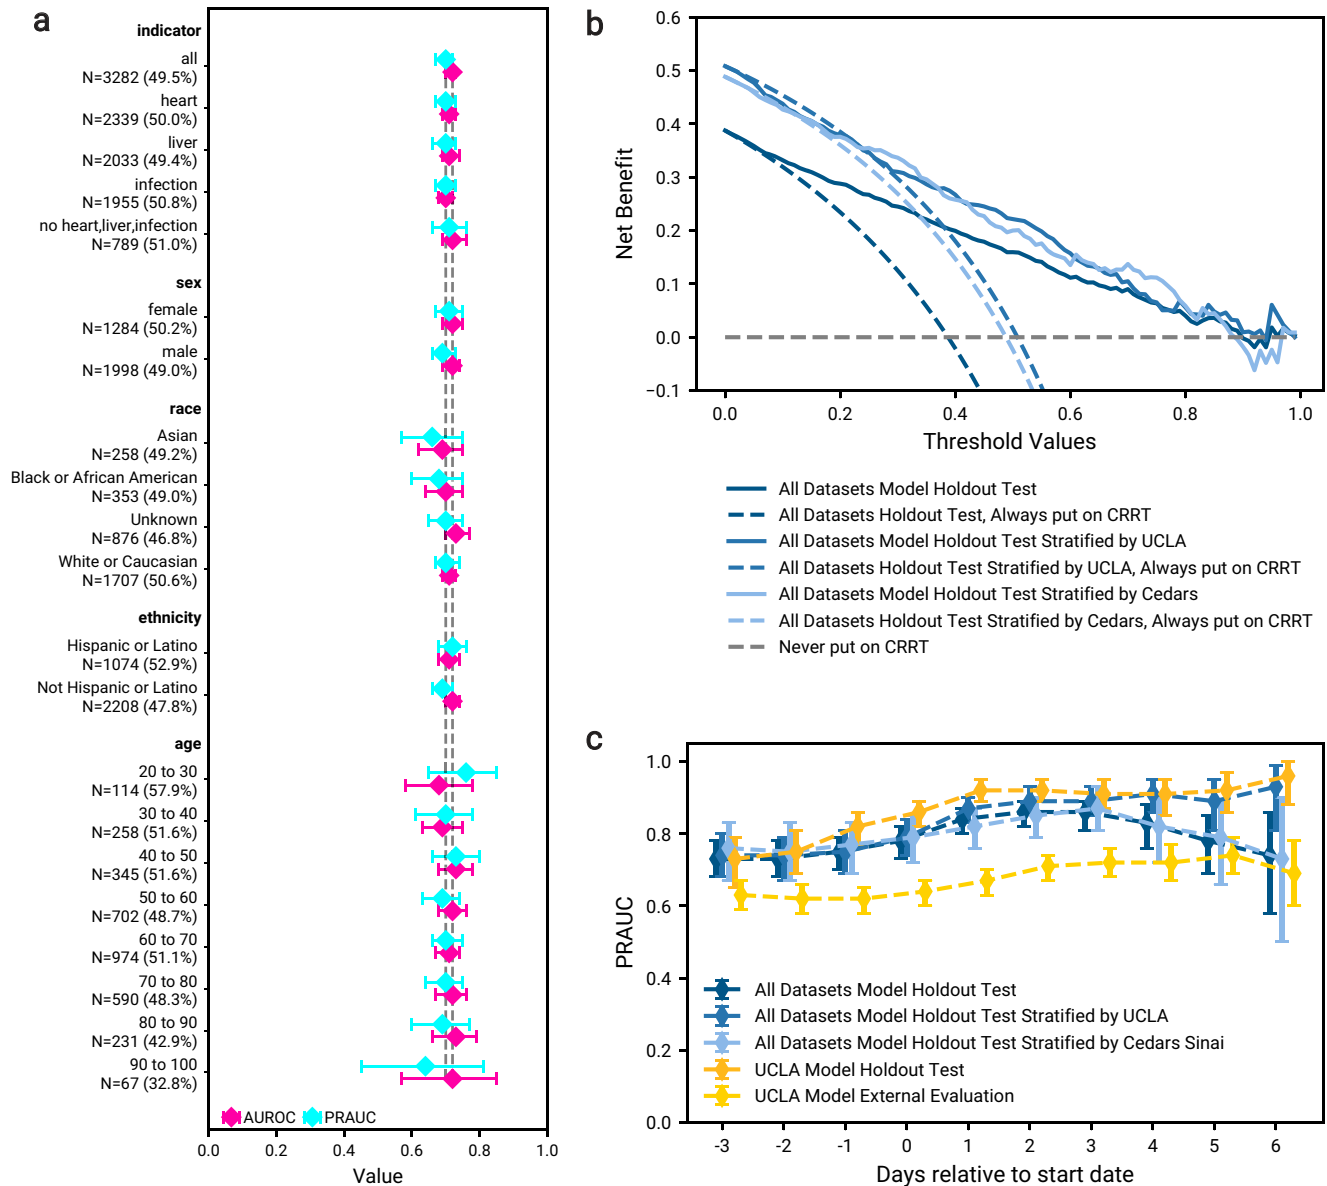 a
indicator
all
N=3282 (49.5%)
heart
N=2339 (50.0%)
liver
N=2033 (49.4%)
infection
N=1955 (50.8%)
no heart,liver,infection
N=789 (51.0%)
sex
female
N=1284 (50.2%)
male
N=1998 (49.0%)
race
Asian
N=258 (49.2%)
Black or African American
N=353 (49.0%)
Unknown
N=876 (46.8%)
White or Caucasian
N=1707 (50.6%)
ethnicity
Hispanic or Latino
N=1074 (52.9%)
Not Hispanic or Latino
N=2208 (47.8%)
age
20 to 30
N=114 (57.9%)
30 to 40
N=258 (51.6%)
40 to 50
N=345 (51.6%)
50 to 60
N=702 (48.7%)
60 to 70
N=974 (51.1%)
70 to 80
N=590 (48.3%)
80 to 90
N=231 (42.9%)
90 to 100
N=67 (32.8%)
AUROC PRAUC
0.0 0.2 0.4 0.6 0.8 1.0
Value
b
0.6
0.5
0.4
0.3
0.2
0.1
0.0
−0.1
Net Benefit
0.0 0.2 0.4 0.6 0.8 1.0
Threshold Values
All Datasets Model Holdout Test
All Datasets Holdout Test, Always put on CRRT
All Datasets Model Holdout Test Stratified by UCLA
All Datasets Holdout Test Stratified by UCLA, Always put on CRRT
All Datasets Model Holdout Test Stratified by Cedars
All Datasets Holdout Test Stratified by Cedars, Always put on CRRT
Never put on CRRT
c
1.0
0.8
0.6
0.4
0.2
0.0
PRAUC
All Datasets Model Holdout Test
All Datasets Model Holdout Test Stratified by UCLA
All Datasets Model Holdout Test Stratified by Cedars Sinai
UCLA Model Holdout Test
UCLA Model External Evaluation
-3 -2 -1 0 1 2 3 4 5 6
Days relative to start date